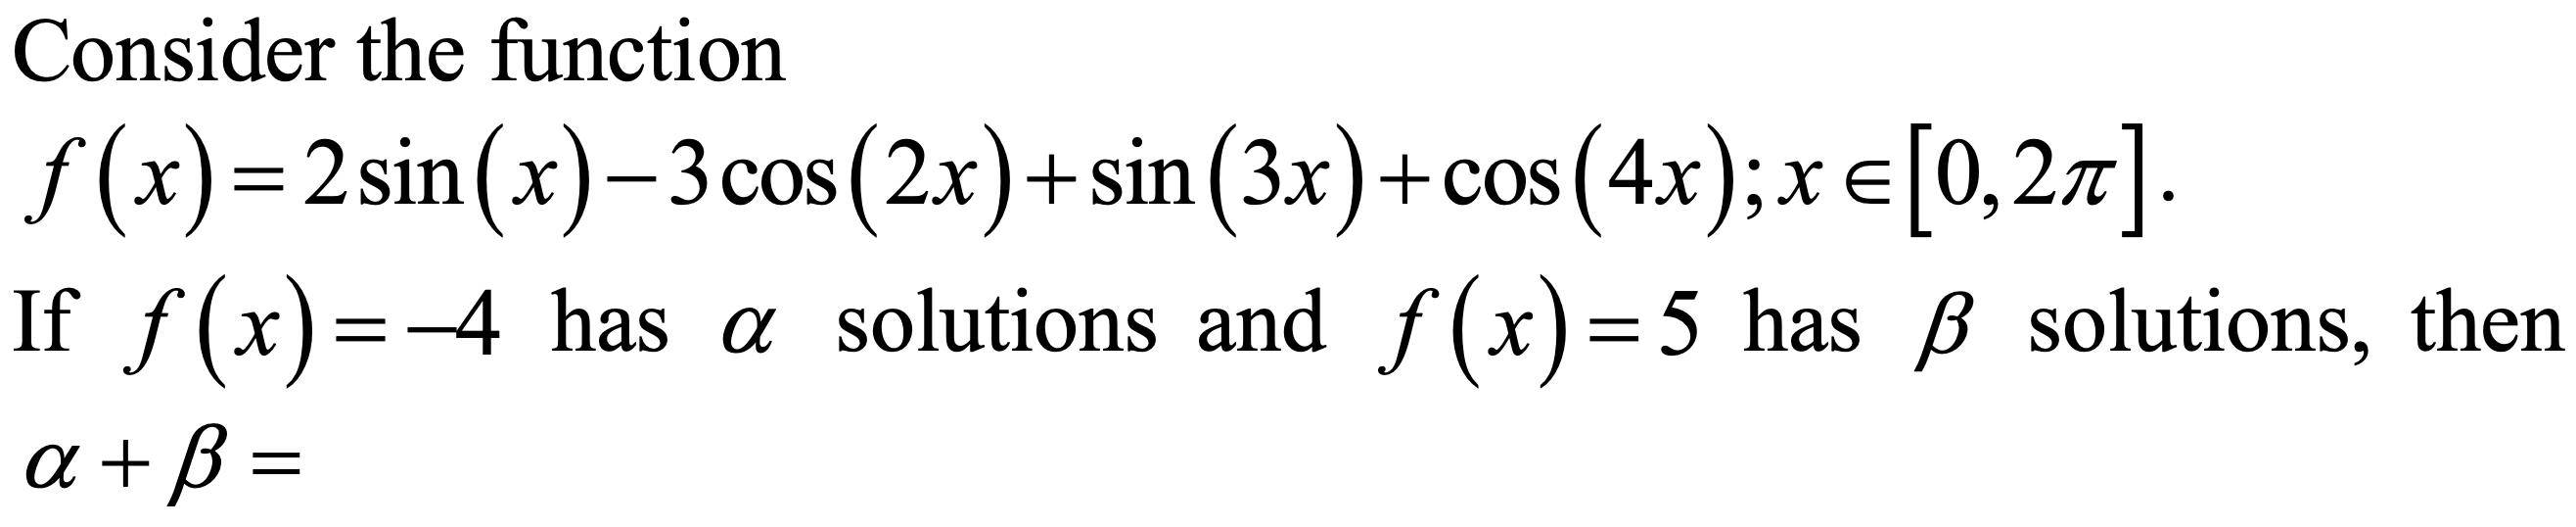 Consider the function
f(x) = 2sin(x) − 3cos(2x) + sin(3x) + cos(4x); x ∈ [0, 2π].
If f(x) = −4 has α solutions and f(x) = 5 has β solutions, then
α + β =